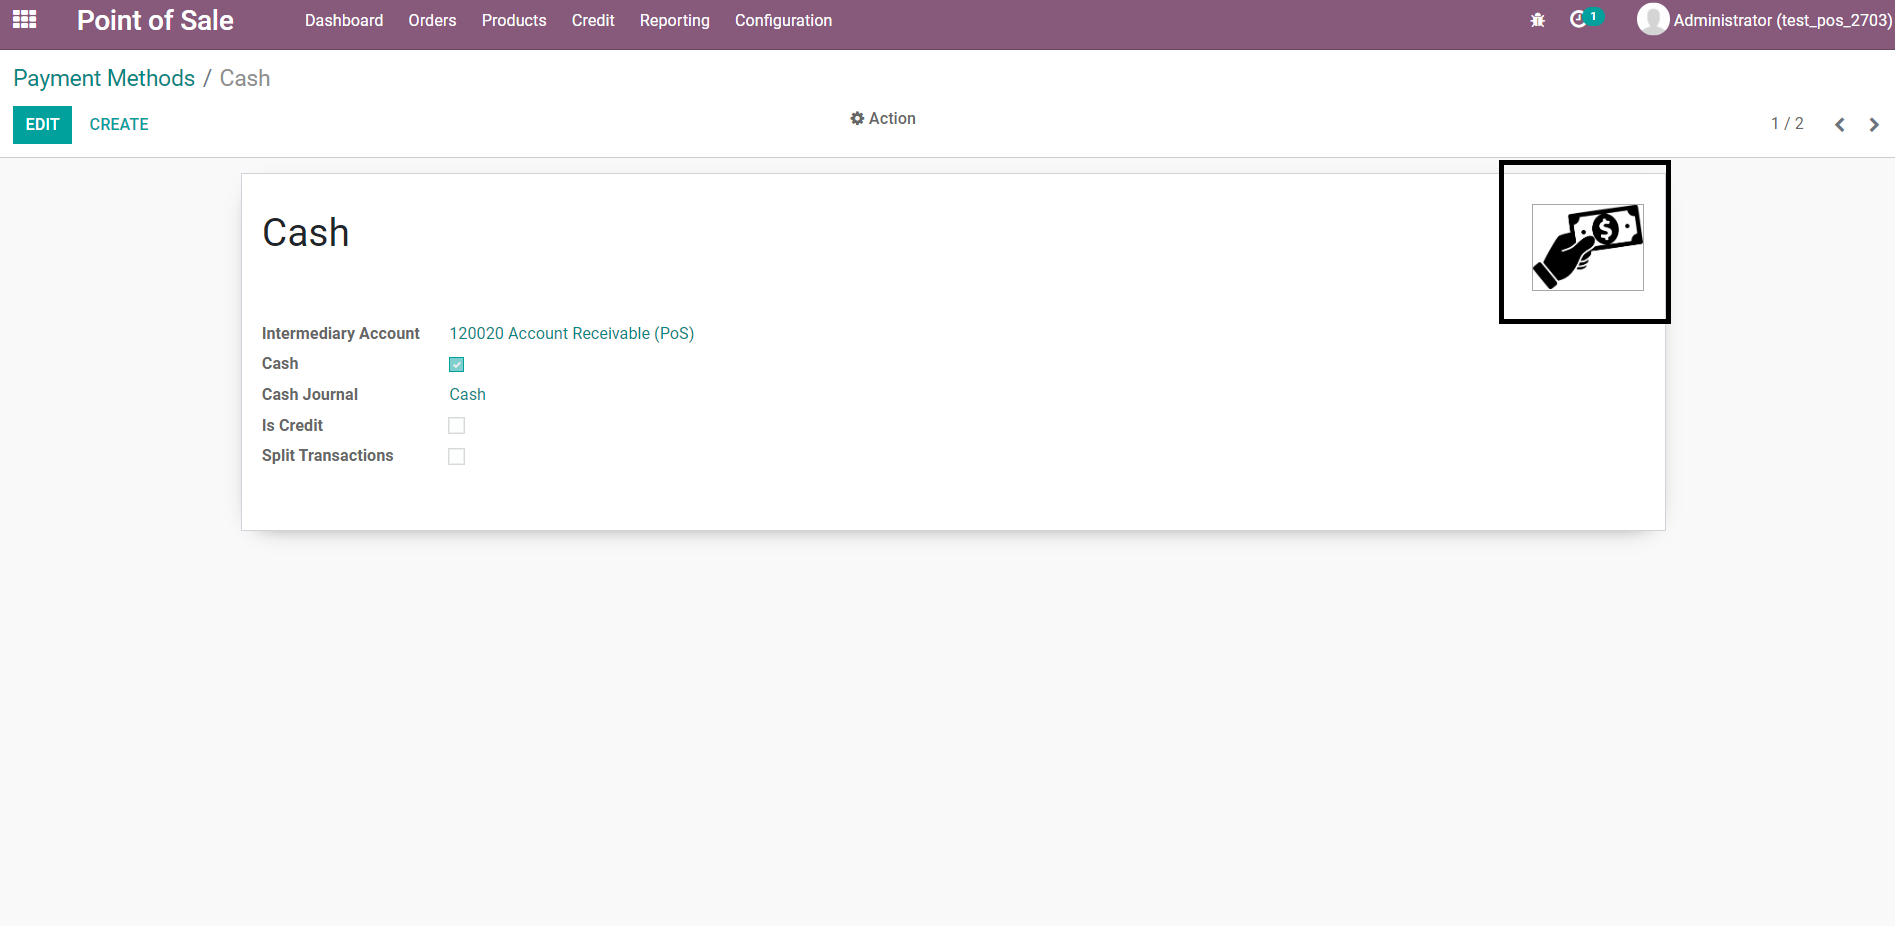 Point of Sale Dashboard Orders Products Credit Reporting Configuration 1 Administrator (test_pos_2703)
Payment Methods / Cash
EDIT CREATE Action 1 / 2
Cash
$
Intermediary Account 120020 Account Receivable (PoS)
Cash
Cash Journal Cash
Is Credit
Split Transactions